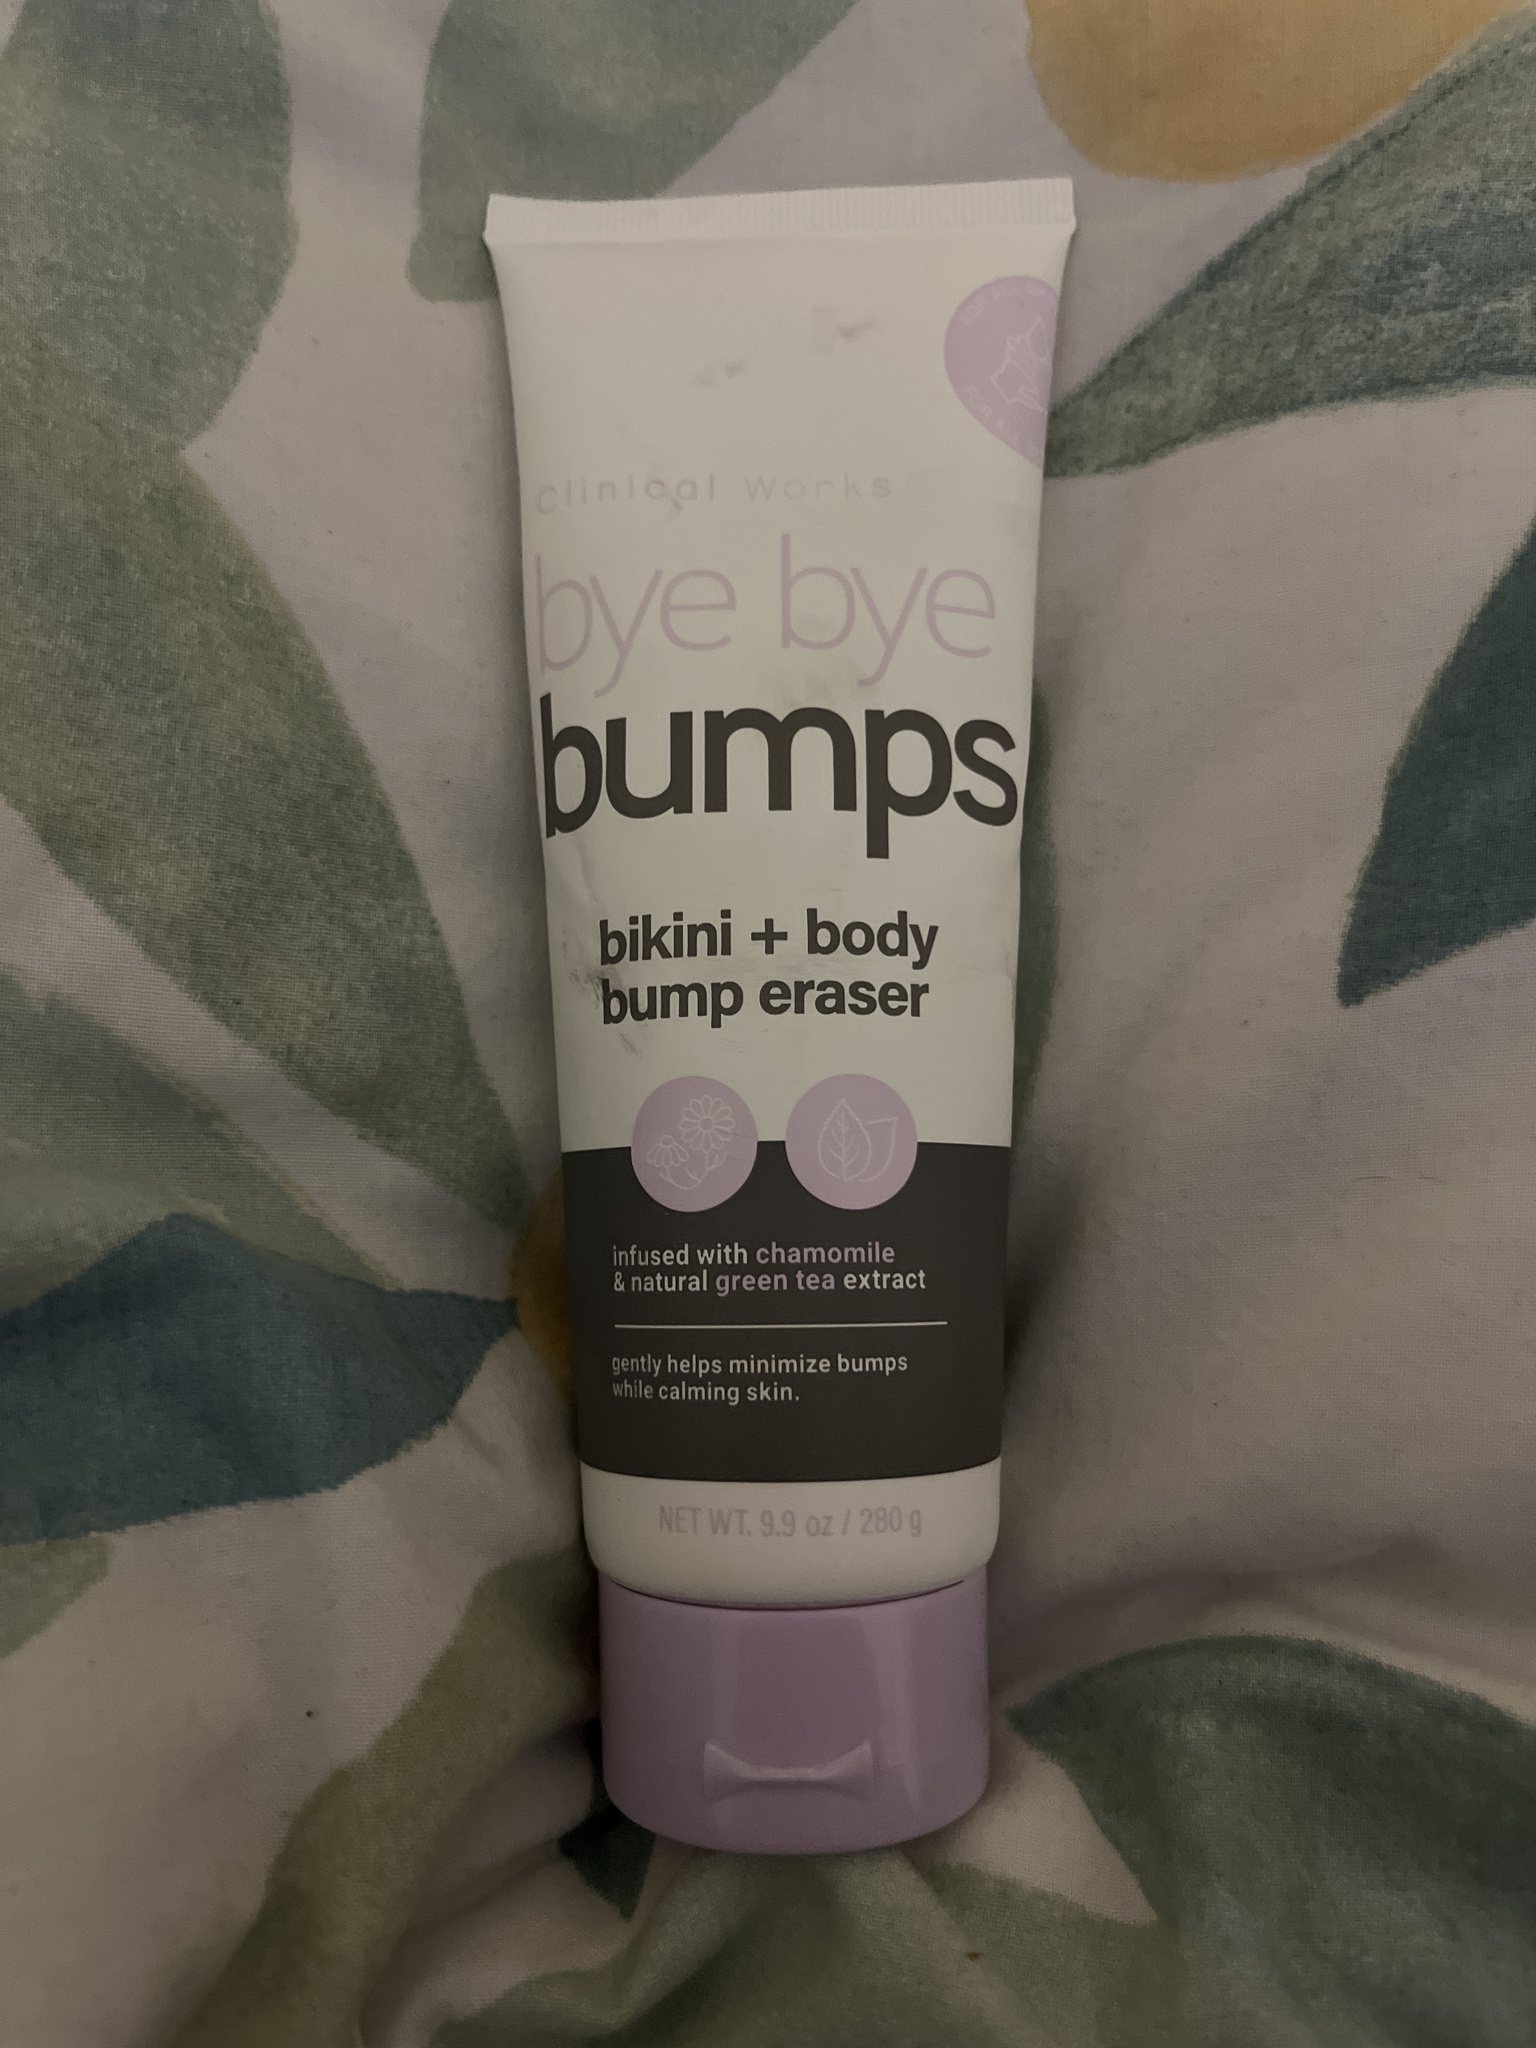 clinical works
bye bye
bumps
bikini + body
bump eraser
infused with chamomile
& natural green tea extract
gently helps minimize bumps
while calming skin.
NET WT. 9.9 oz / 280 g